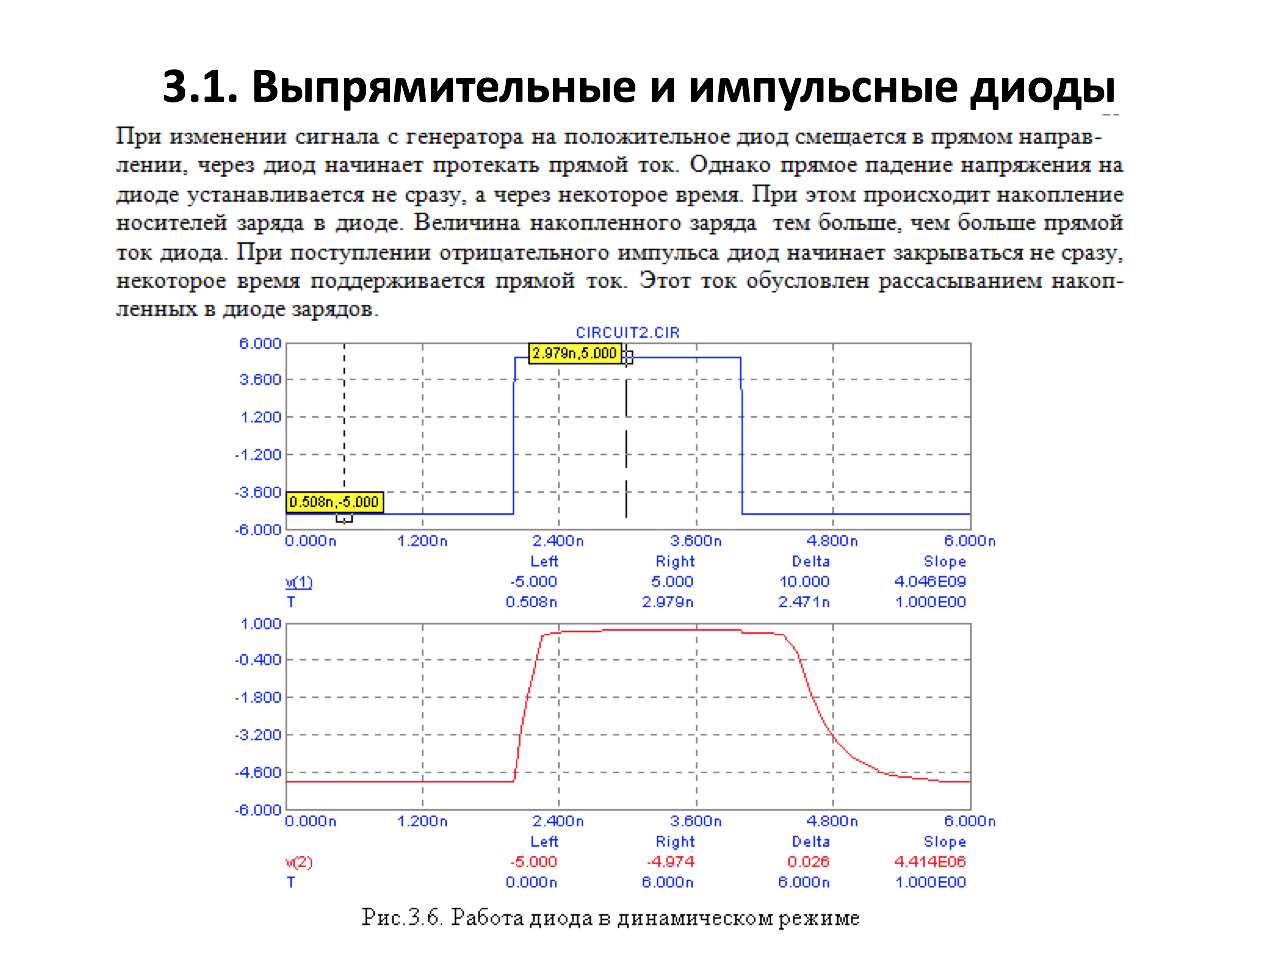 3.1. Выпрямительные и импульсные диоды
При изменении сигнала с генератора на положительное диод смещается в прямом направ-
лении, через диод начинает протекать прямой ток. Однако прямое падение напряжения на
диоде устанавливается не сразу, а через некоторое время. При этом происходит накопление
носителей заряда в диоде. Величина накопленного заряда тем больше, чем больше прямой
ток диода. При поступлении отрицательного импульса диод начинает закрываться не сразу,
некоторое время поддерживается прямой ток. Этот ток обусловлен рассасыванием накоп-
ленных в диоде зарядов.
CIRCUIT2.CIR
6.000
2.979n,5.000
3.600
1.200
-1.200
-3.600
0.508n,-5.000
-6.000
0.000n 1.200n 2.400n 3.600n 4.800n 6.000n
Left Right Delta Slope
v(1) -5.000 5.000 10.000 4.046E09
T 0.508n 2.979n 2.471n 1.000E00
1.000
-0.400
-1.800
-3.200
-4.600
-6.000
0.000n 1.200n 2.400n 3.600n 4.800n 6.000n
Left Right Delta Slope
v(2) -5.000 -4.974 0.026 4.414E06
T 0.000n 6.000n 6.000n 1.000E00
Рис.3.6. Работа диода в динамическом режиме